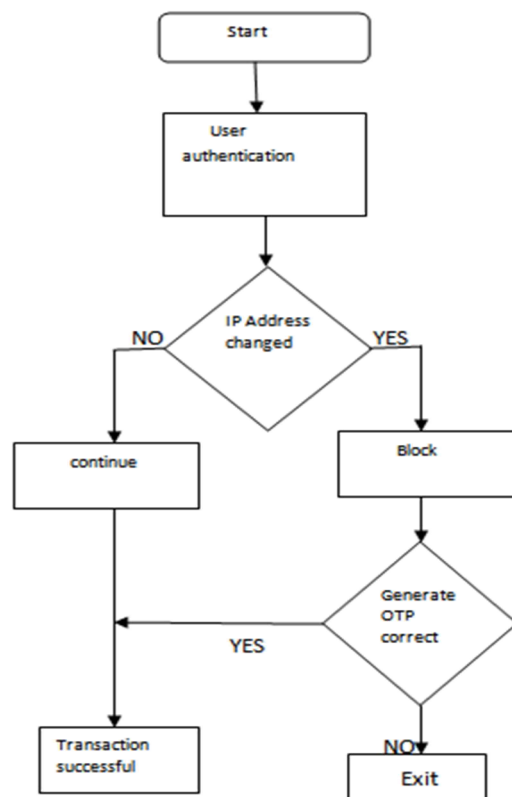 Start
User
authentication
IP Address
changed
NO
YES
continue
Block
Generate
OTP
correct
YES
Transaction
successful
NO
Exit